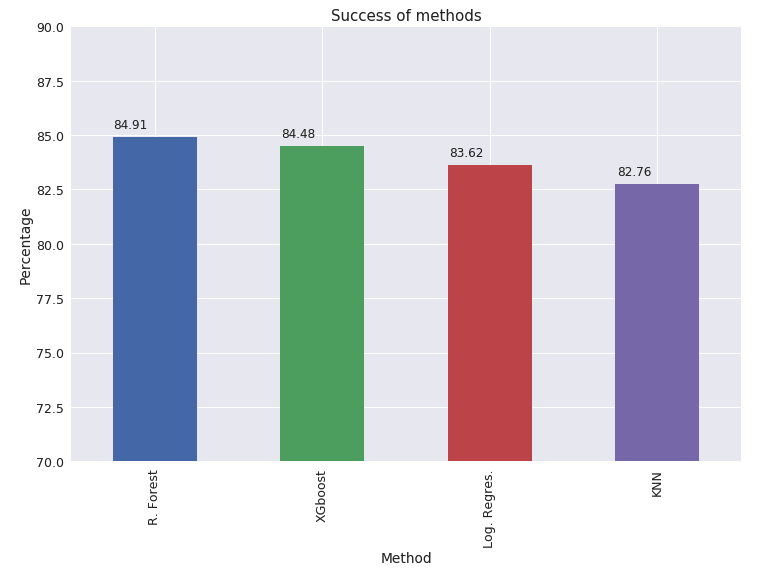 Success of methods
90.0
87.5
85.0
82.5
80.0
77.5
75.0
72.5
70.0
Percentage
84.91
84.48
83.62
82.76
R. Forest
XGboost
Log. Regres.
KNN
Method